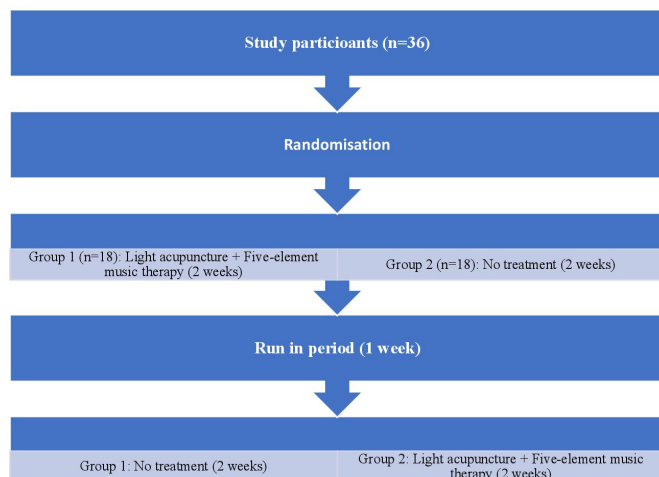 Study particioants (n=36)
Randomisation
Group 1 (n=18): Light acupuncture + Five-element
music therapy (2 weeks)
Group 2 (n=18): No treatment (2 weeks)
Run in period (1 week)
Group 1: No treatment (2 weeks)
Group 2: Light acupuncture + Five-element music
therapy (2 weeks)